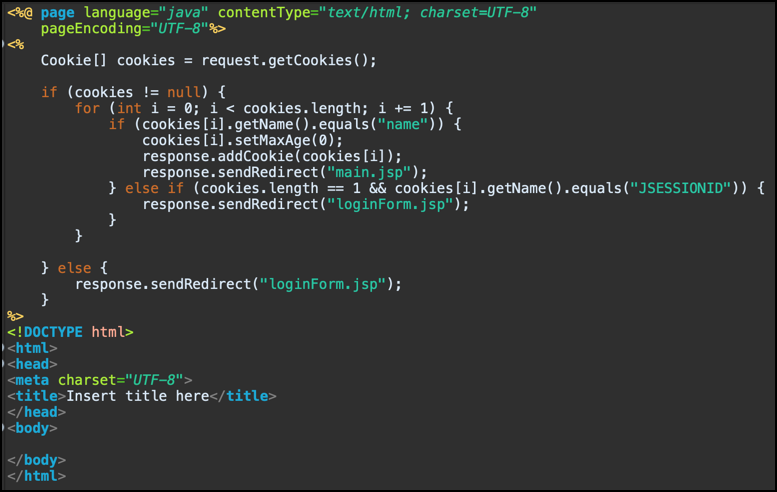 <%@ page language="java" contentType="text/html; charset=UTF-8"
    pageEncoding="UTF-8"%>
<%
    Cookie[] cookies = request.getCookies();

    if (cookies != null) {
        for (int i = 0; i < cookies.length; i += 1) {
            if (cookies[i].getName().equals("name")) {
                cookies[i].setMaxAge(0);
                response.addCookie(cookies[i]);
                response.sendRedirect("main.jsp");
            } else if (cookies.length == 1 && cookies[i].getName().equals("JSESSIONID")) {
                response.sendRedirect("loginForm.jsp");
            }
        }

    } else {
        response.sendRedirect("loginForm.jsp");
    }
%>
<!DOCTYPE html>
<html>
<head>
<meta charset="UTF-8">
<title>Insert title here</title>
</head>
<body>

</body>
</html>